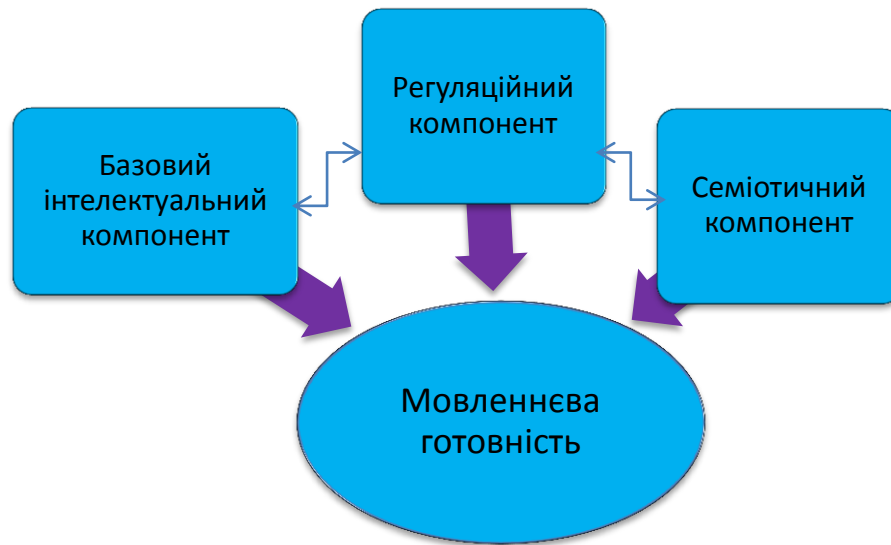 Базовий
інтелектуальний
компонент
Регуляційний
компонент
Семіотичний
компонент
Мовленнєва
готовність